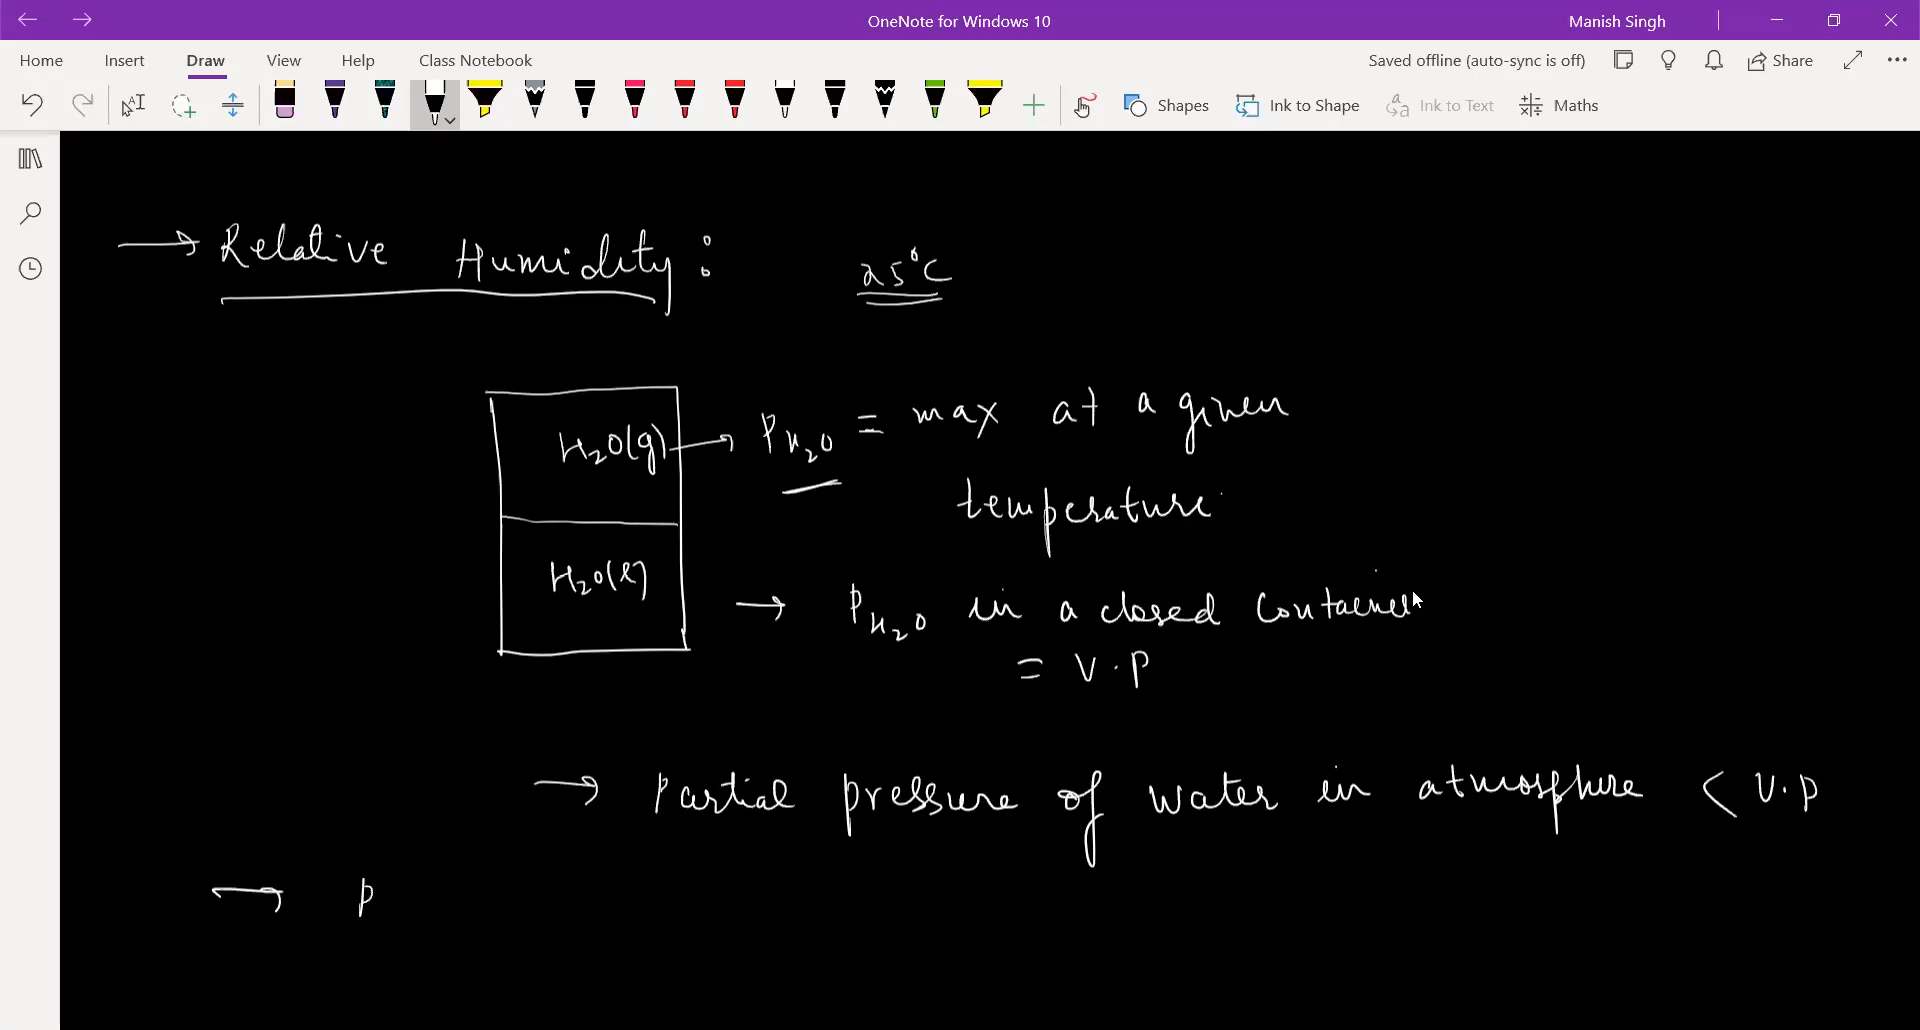 OneNote for Windows 10
Manish Singh
Home Insert Draw View Help Class Notebook
Saved offline (auto-sync is off) Share
Shapes Ink to Shape Ink to Text Maths
→ Relative Humidity :
25°C
H₂O(g) → P_H₂O = max at a given
temperature
H₂O(l)
→ P_H₂O in a closed container
= V.P
→ Partial pressure of water in atmosphere < V.P
→ P